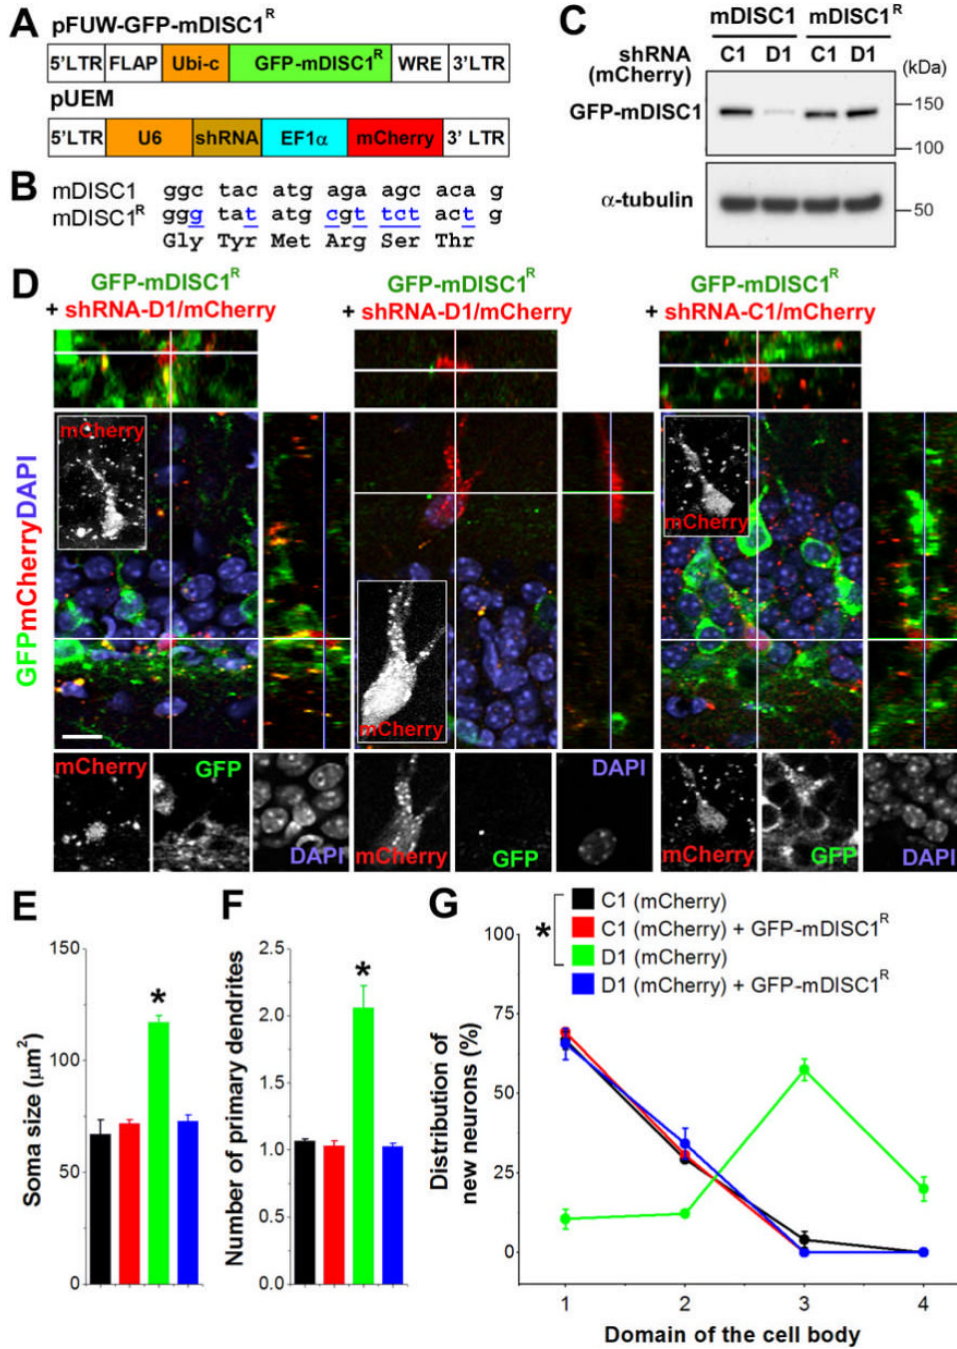 A
pFUW-GFP-mDISC1R
5'LTR FLAP Ubi-c GFP-mDISC1R WRE 3'LTR
pUEM
5'LTR U6 shRNA EF1α mCherry 3' LTR
B
mDISC1 ggc tac atg aga agc aca g
mDISC1R ggg tat atg cgt tct act g
Gly Tyr Met Arg Ser Thr
C
mDISC1 mDISC1R
shRNA (mCherry) C1 D1 C1 D1 (kDa)
GFP-mDISC1
150
100
α-tubulin
50
D
GFP-mDISC1R
+ shRNA-D1/mCherry
GFP-mDISC1R
+ shRNA-D1/mCherry
GFP-mDISC1R
+ shRNA-C1/mCherry
GFPmCherryDAPI
mCherry
mCherry
mCherry
mCherry GFP DAPI
mCherry GFP DAPI
mCherry GFP DAPI
E
Soma size (μm2)
150
100
50
0
*
F
Number of primary dendrites
2.5
2.0
1.5
1.0
0.5
0.0
*
G
* C1 (mCherry)
C1 (mCherry) + GFP-mDISC1R
D1 (mCherry)
D1 (mCherry) + GFP-mDISC1R
Distribution of
new neurons (%)
100
75
50
25
0
1 2 3 4
Domain of the cell body